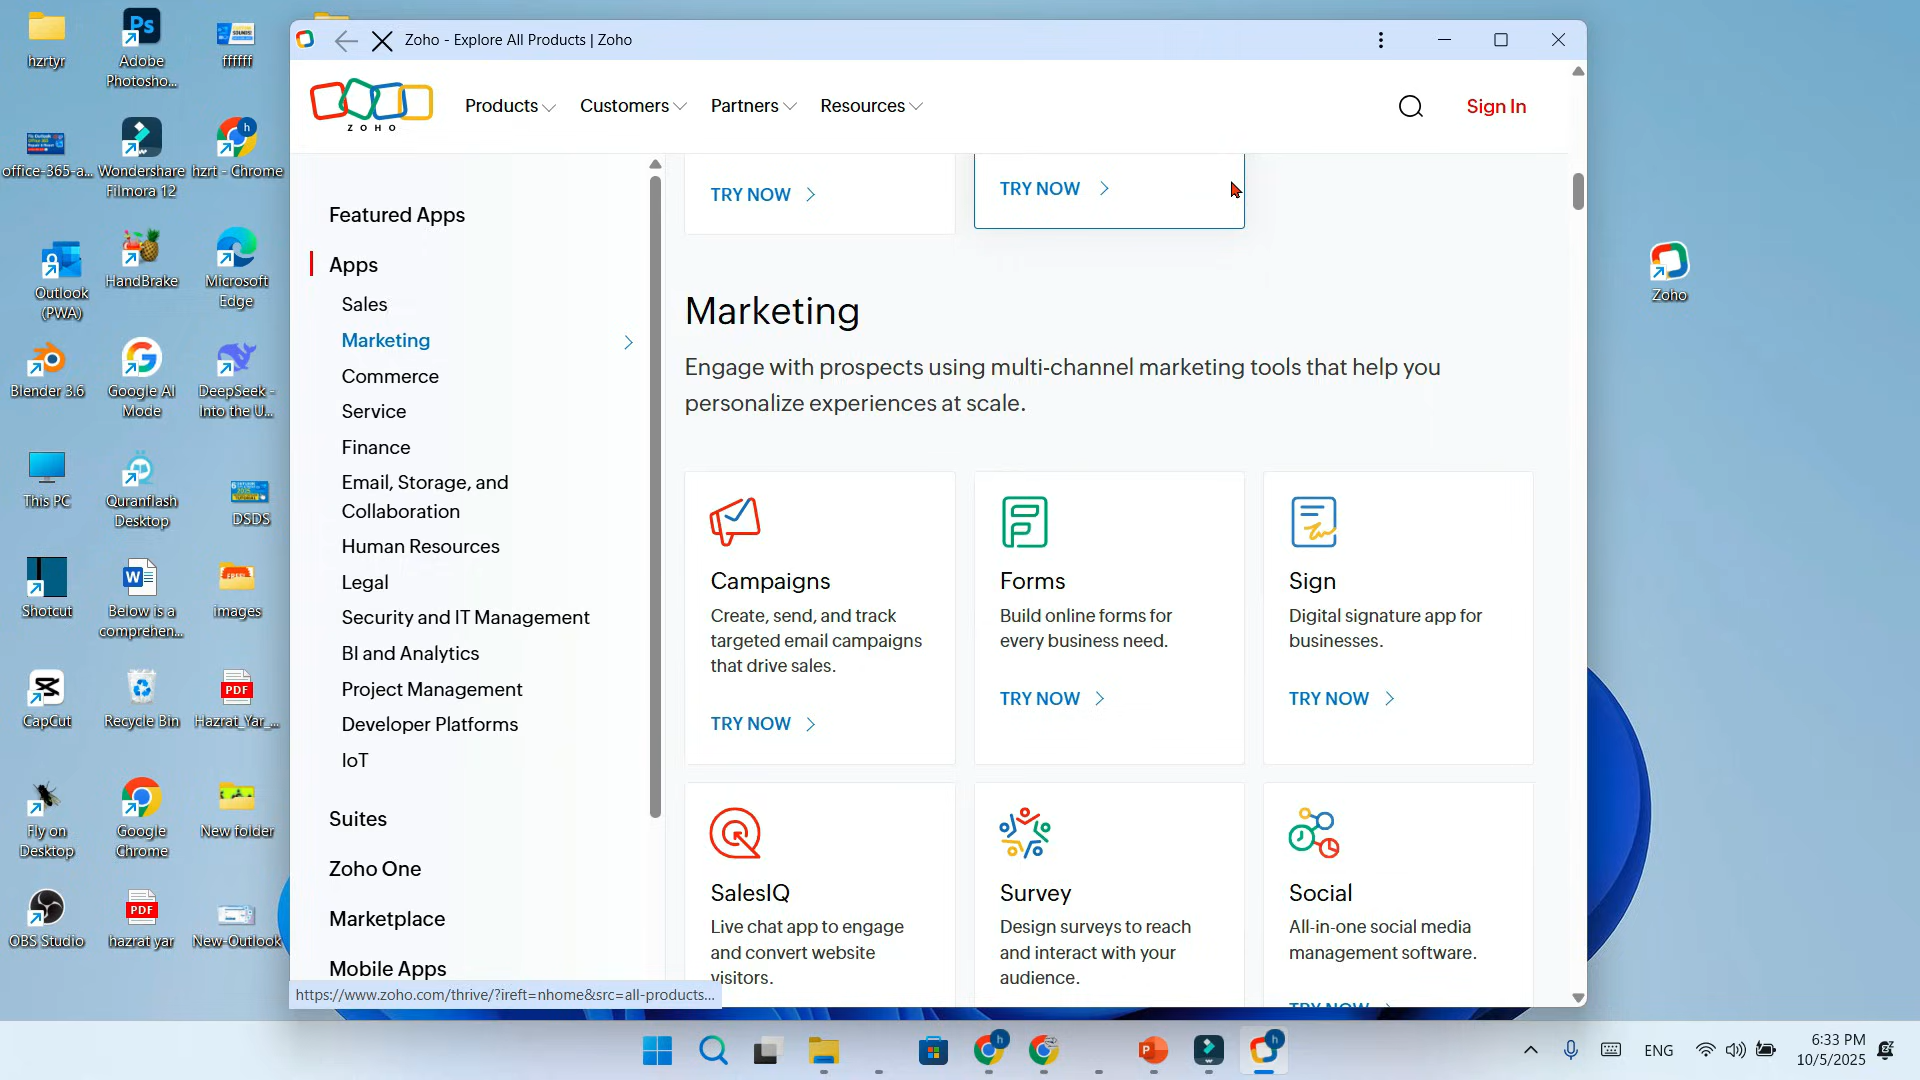 hzrtyr
Adobe
Photosho...
ffffff
office-365-a...
Wondershare
Filmora 12
hzrt - Chrome
Outlook
(PWA)
HandBrake
Microsoft
Edge
Blender 3.6
Google AI
Mode
DeepSeek -
Into the U...
This PC
Quranflash
Desktop
DSDS
Shotcut
Below is a
comprehen...
images
CapCut
Recycle Bin
PDF
Hazrat_Yar_...
Fly on
Desktop
Google
Chrome
New folder
OBS Studio
PDF
hazrat yar
New-Outlook
Zoho - Explore All Products | Zoho
ZOHO
Products
Customers
Partners
Resources
Sign In
Featured Apps
Apps
Sales
Marketing
Commerce
Service
Finance
Email, Storage, and
Collaboration
Human Resources
Legal
Security and IT Management
BI and Analytics
Project Management
Developer Platforms
IoT
Suites
Zoho One
Marketplace
Mobile Apps
https://www.zoho.com/thrive/?ireft=nhome&src=all-products...
TRY NOW
TRY NOW
Marketing
Engage with prospects using multi-channel marketing tools that help you
personalize experiences at scale.
Campaigns
Create, send, and track
targeted email campaigns
that drive sales.
TRY NOW
Forms
Build online forms for
every business need.
TRY NOW
Sign
Digital signature app for
businesses.
TRY NOW
SalesIQ
Live chat app to engage
and convert website
visitors.
Survey
Design surveys to reach
and interact with your
audience.
Social
All-in-one social media
management software.
TRY NOW
Zoho
ENG
6:33 PM
10/5/2025